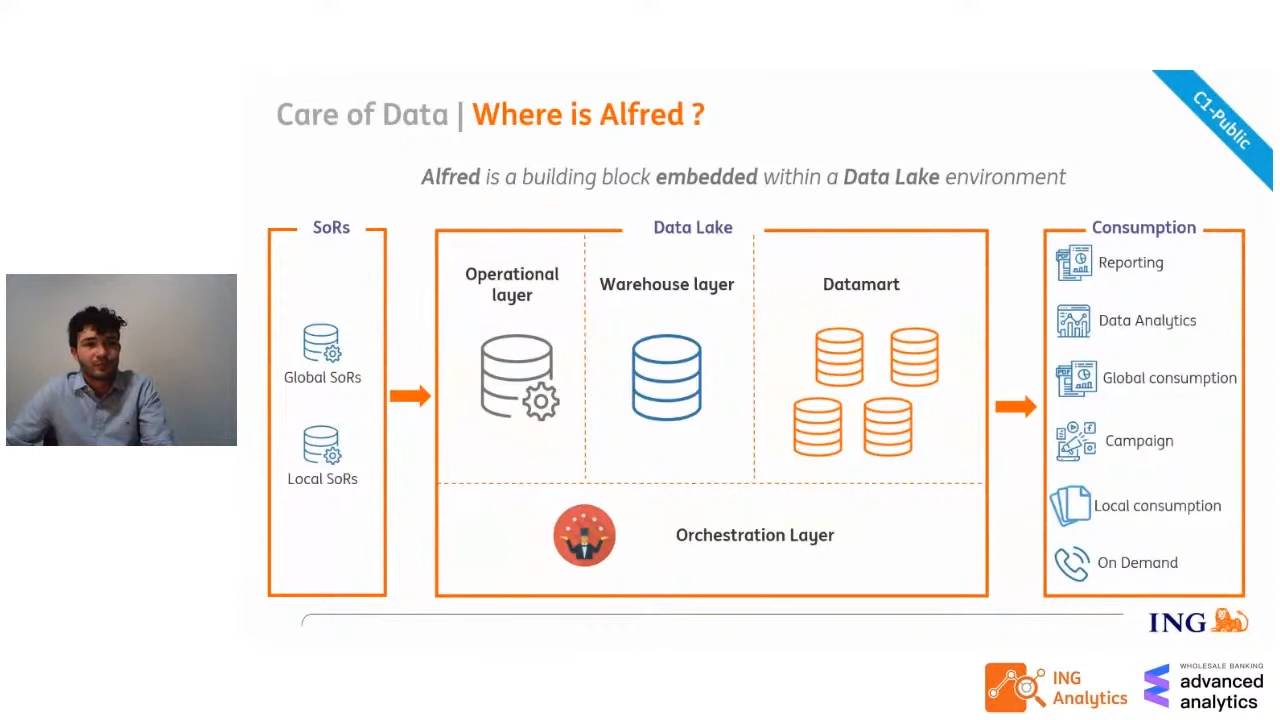 Care of Data | Where is Alfred ?
C1-Public
Alfred is a building block embedded within a Data Lake environment
SoRs
Global SoRs
Local SoRs
Data Lake
Operational
layer
Warehouse layer
Datamart
Orchestration Layer
Consumption
Reporting
Data Analytics
Global consumption
Campaign
Local consumption
On Demand
ING
ING
Analytics
WHOLESALE BANKING
advanced
analytics